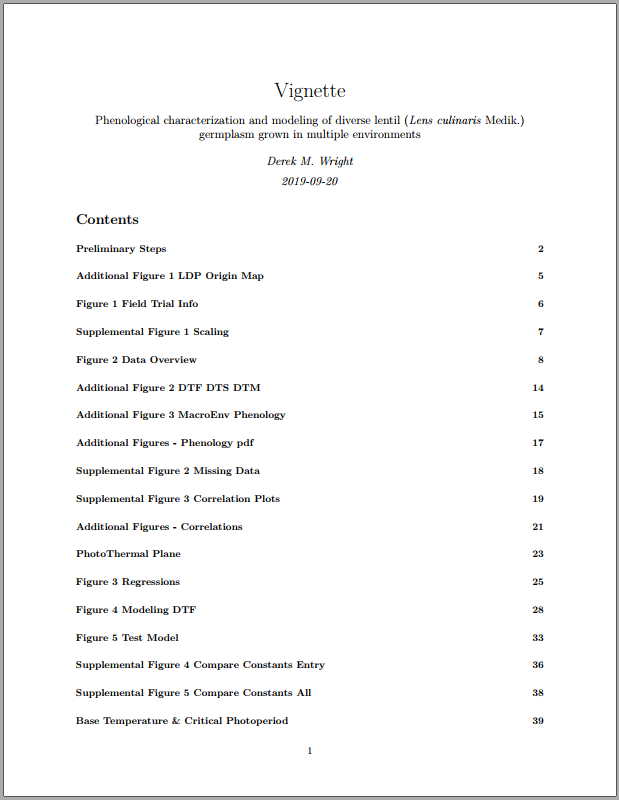 Vignette
Phenological characterization and modeling of diverse lentil (Lens culinaris Medik.)
germplasm grown in multiple environments
Derek M. Wright
2019-09-20
Contents
Preliminary Steps 2
Additional Figure 1 LDP Origin Map 5
Figure 1 Field Trial Info 6
Supplemental Figure 1 Scaling 7
Figure 2 Data Overview 8
Additional Figure 2 DTF DTS DTM 14
Additional Figure 3 MacroEnv Phenology 15
Additional Figures - Phenology pdf 17
Supplemental Figure 2 Missing Data 18
Supplemental Figure 3 Correlation Plots 19
Additional Figures - Correlations 21
PhotoThermal Plane 23
Figure 3 Regressions 25
Figure 4 Modeling DTF 28
Figure 5 Test Model 33
Supplemental Figure 4 Compare Constants Entry 36
Supplemental Figure 5 Compare Constants All 38
Base Temperature & Critical Photoperiod 39
1